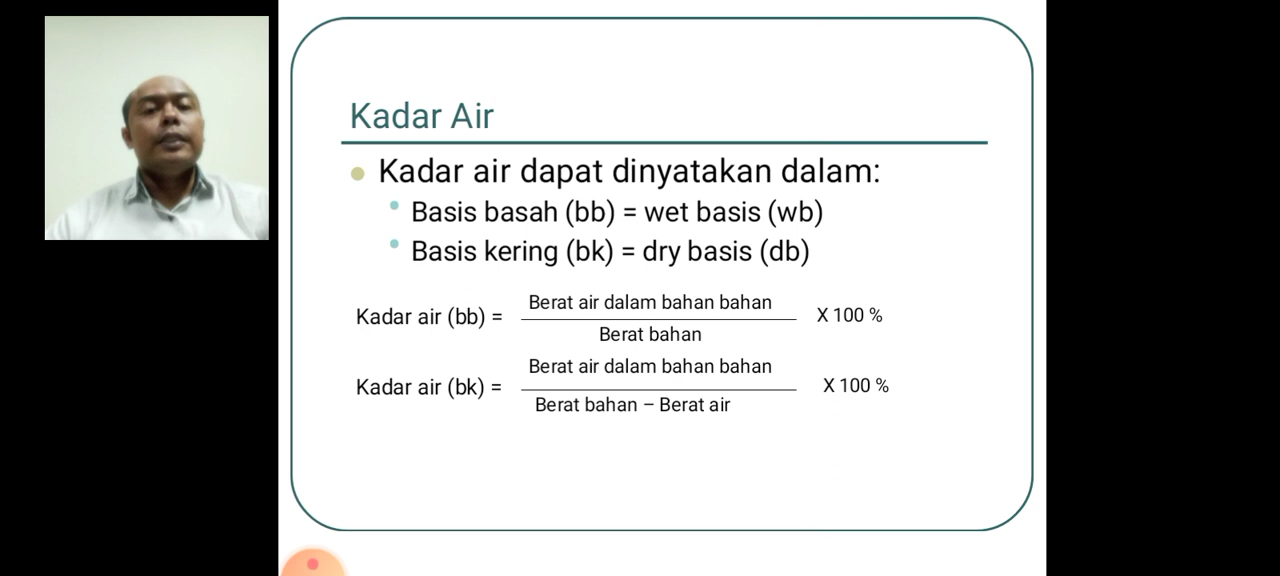 Kadar Air
Kadar air dapat dinyatakan dalam:
Basis basah (bb) = wet basis (wb)
Basis kering (bk) = dry basis (db)
Kadar air (bb) =
Berat air dalam bahan bahan
Berat bahan
X 100 %
Kadar air (bk) =
Berat air dalam bahan bahan
Berat bahan – Berat air
X 100 %